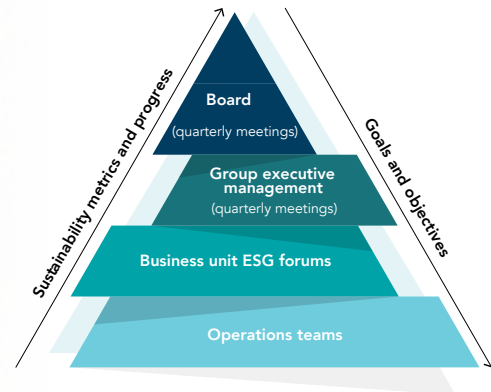 Sustainability metrics and progress
Board
(quarterly meetings)
Goals and objectives
Group executive
management
(quarterly meetings)
Business unit ESG forums
Operations teams